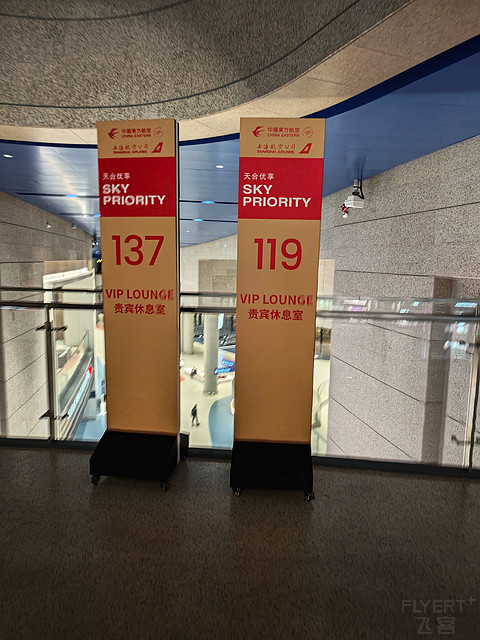 中國東方航空
CHINA EASTERN
上海航空公司
SHANGHAI AIRLINES
天合优享
SKY
PRIORITY
137
VIP LOUNGE
贵宾休息室
中國東方航空
CHINA EASTERN
上海航空公司
SHANGHAI AIRLINES
天合优享
SKY
PRIORITY
119
VIP LOUNGE
贵宾休息室
FLYERT+
飞客